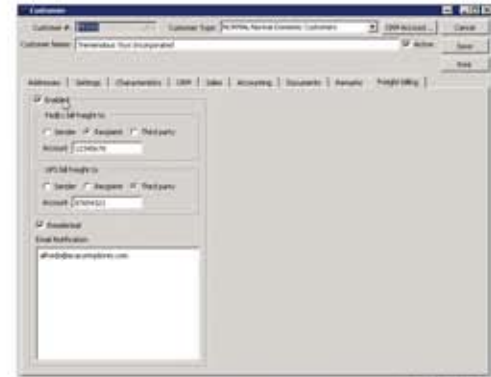 Customer
Customer #:
Customer Type: NORMAL-Normal Domestic Customers
CRM Account...
Cancel
Customer Name: Tremendous Toys Incorporated
Active
Save
Print
Addresses
Settings
Characteristics
CRM
Sales
Accounting
Documents
Remarks
Freight Billing
Enabled
FedEx bill freight to
Sender
Recipient
Third party
Account 12345678
UPS bill freight to
Sender
Recipient
Third party
Account 87654321
Residential
Email Notification